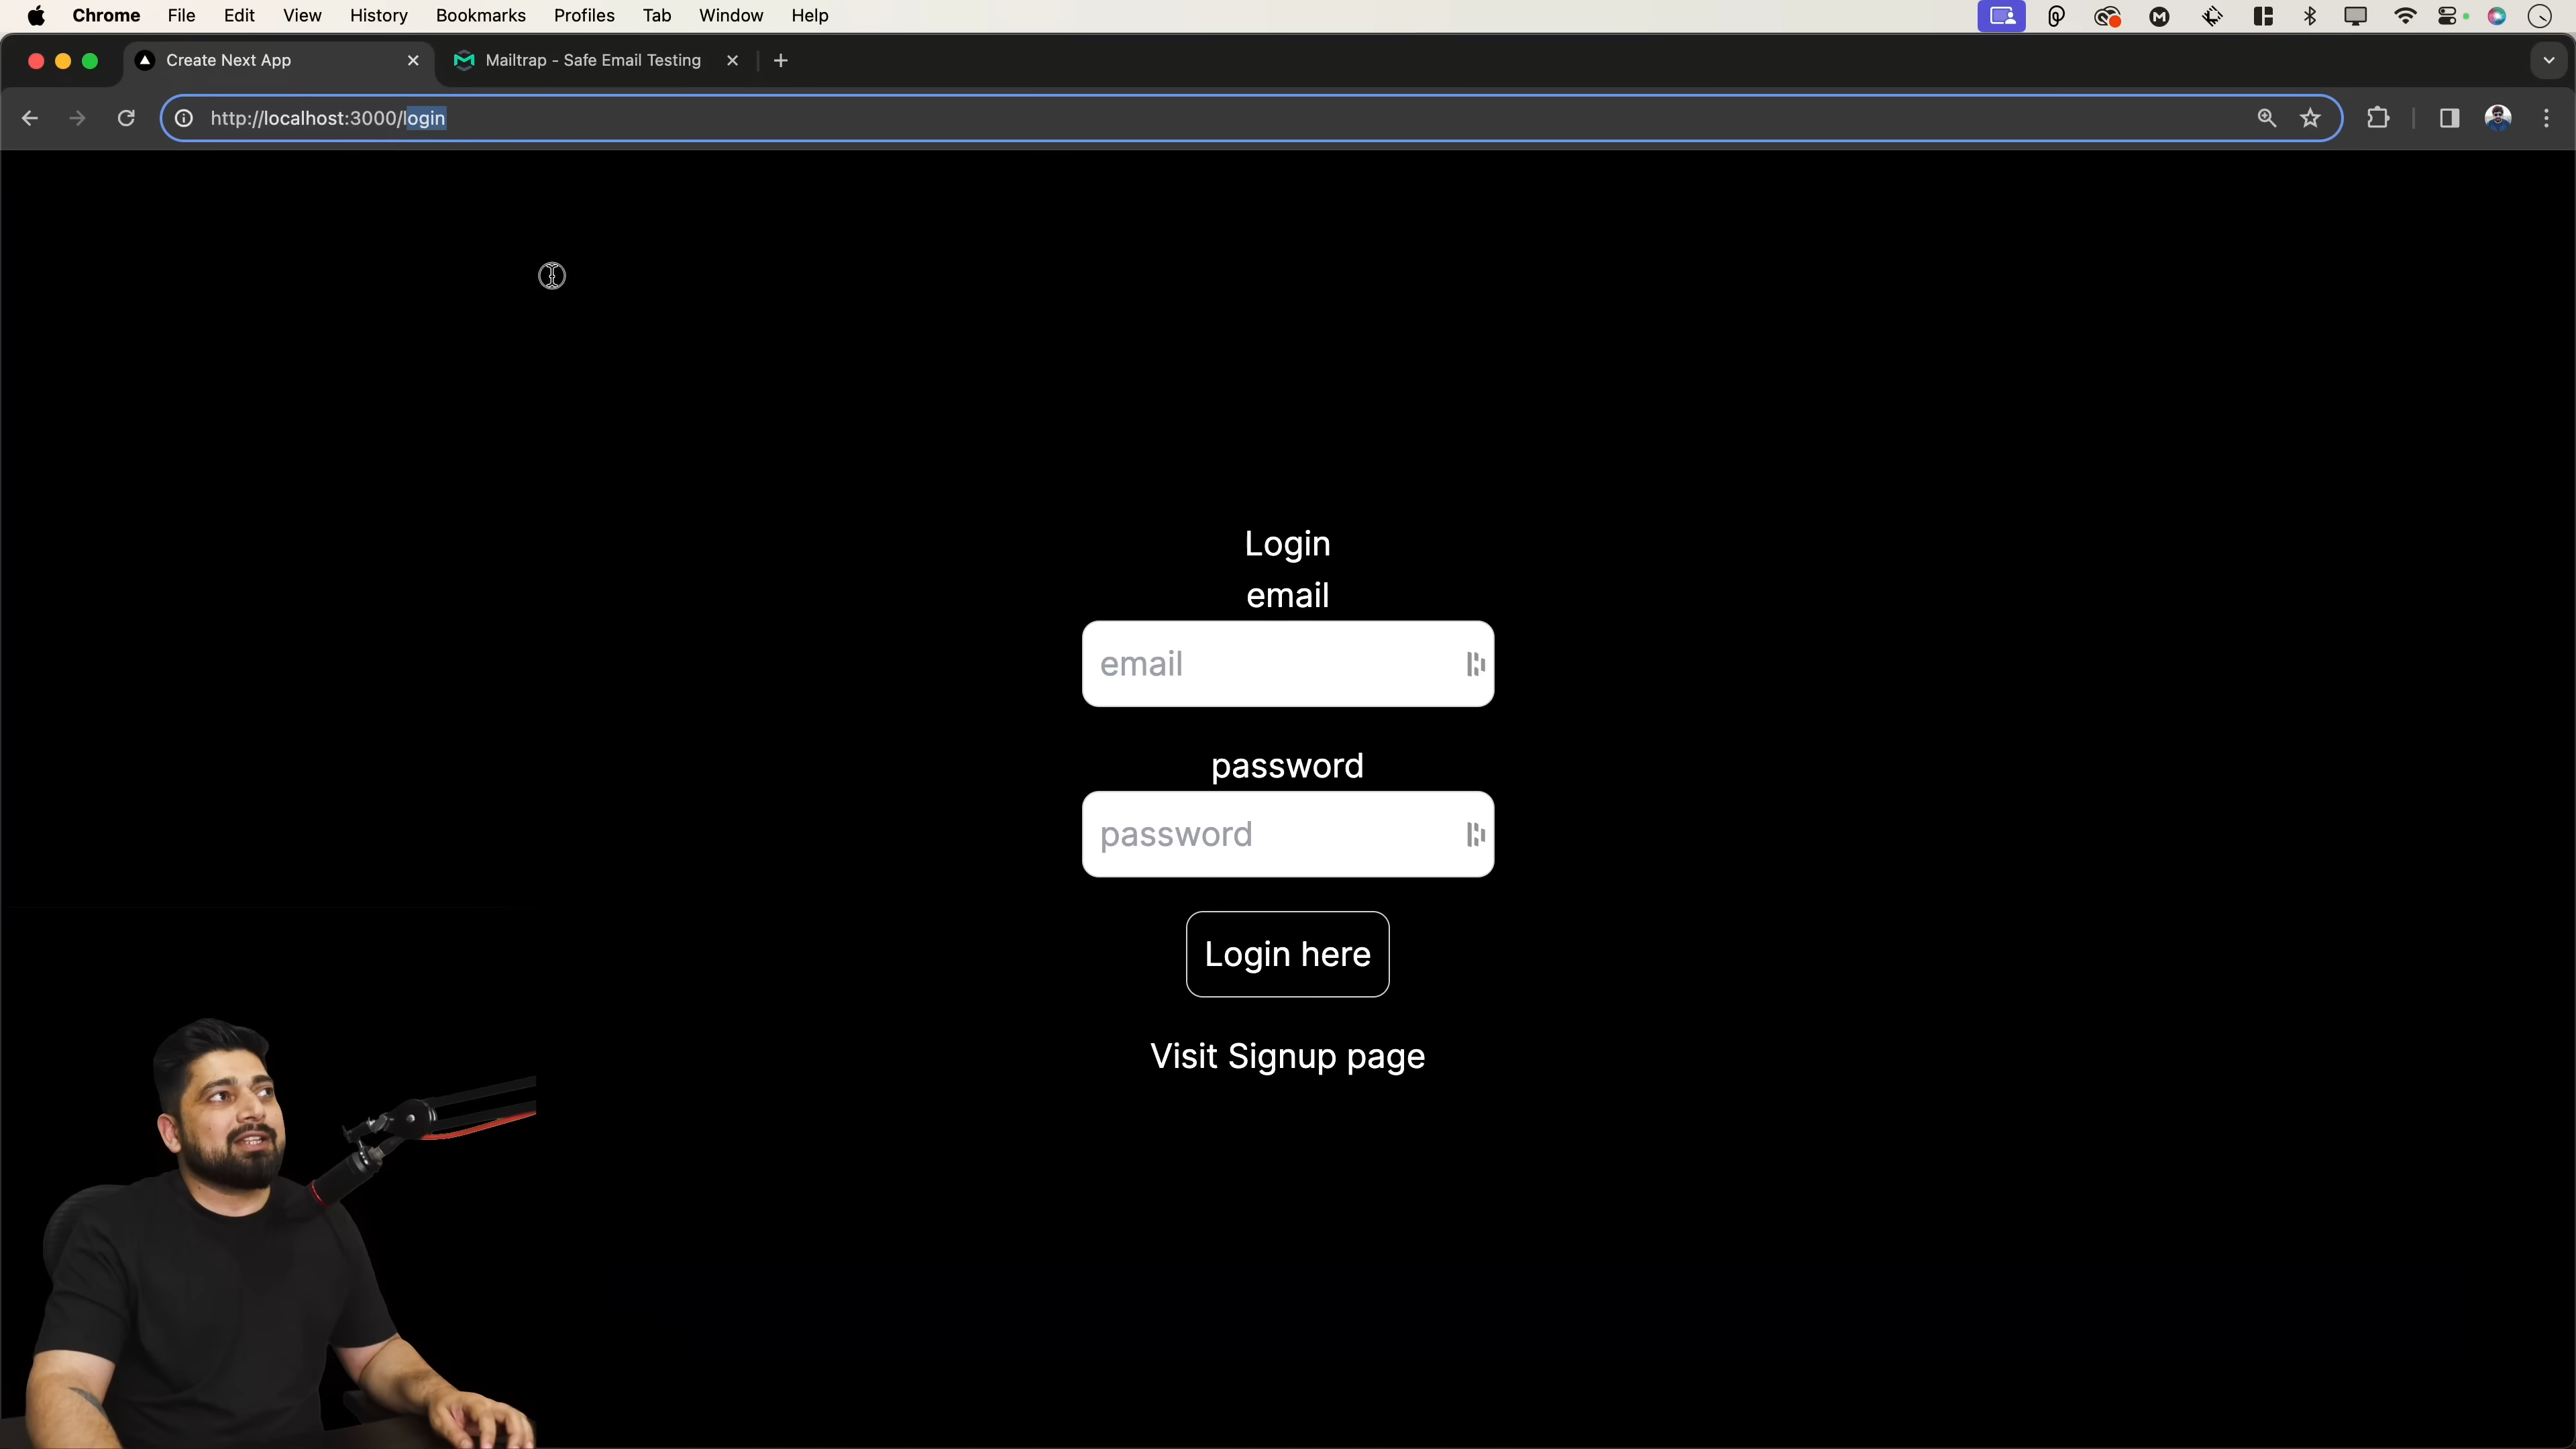 Chrome File Edit View History Bookmarks Profiles Tab Window Help
Create Next App Mailtrap - Safe Email Testing
http://localhost:3000/login
Login
email
email
password
password
Login here
Visit Signup page